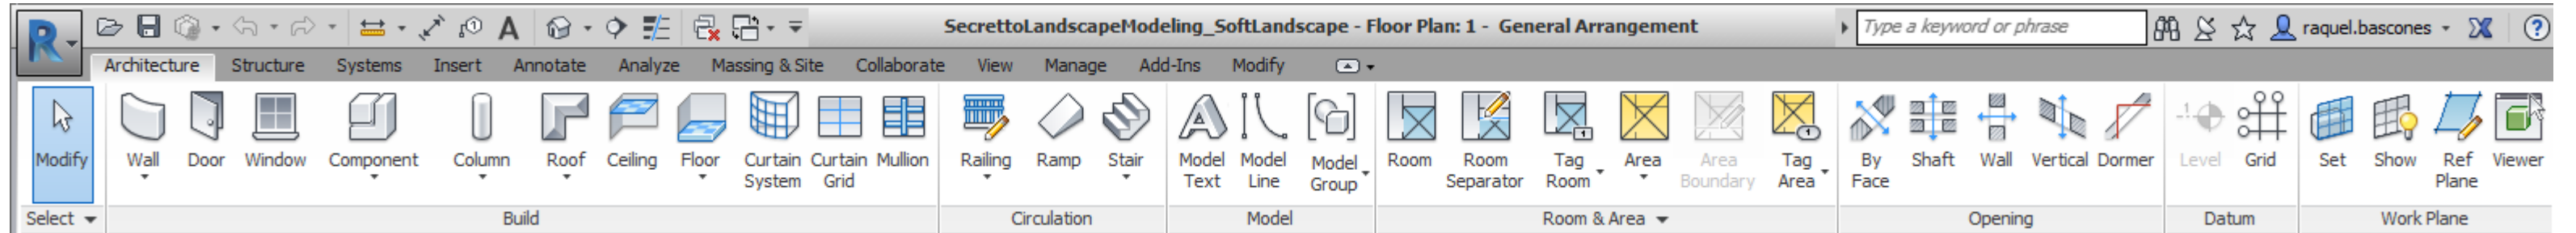 R
A
SecrettoLandscapeModeling_SoftLandscape - Floor Plan: 1 - General Arrangement
Type a keyword or phrase
raquel.bascones
?
Architecture Structure Systems Insert Annotate Analyze Massing & Site Collaborate View Manage Add-Ins Modify
Modify Wall Door Window Component Column Roof Ceiling Floor Curtain System Curtain Grid Mullion Railing Ramp Stair Model Text Model Line Model Group Room Room Separator Tag Room Area Area Boundary Tag Area By Face Shaft Wall Vertical Dormer Level Grid Set Show Ref Plane Viewer
Select Build Circulation Model Room & Area Opening Datum Work Plane